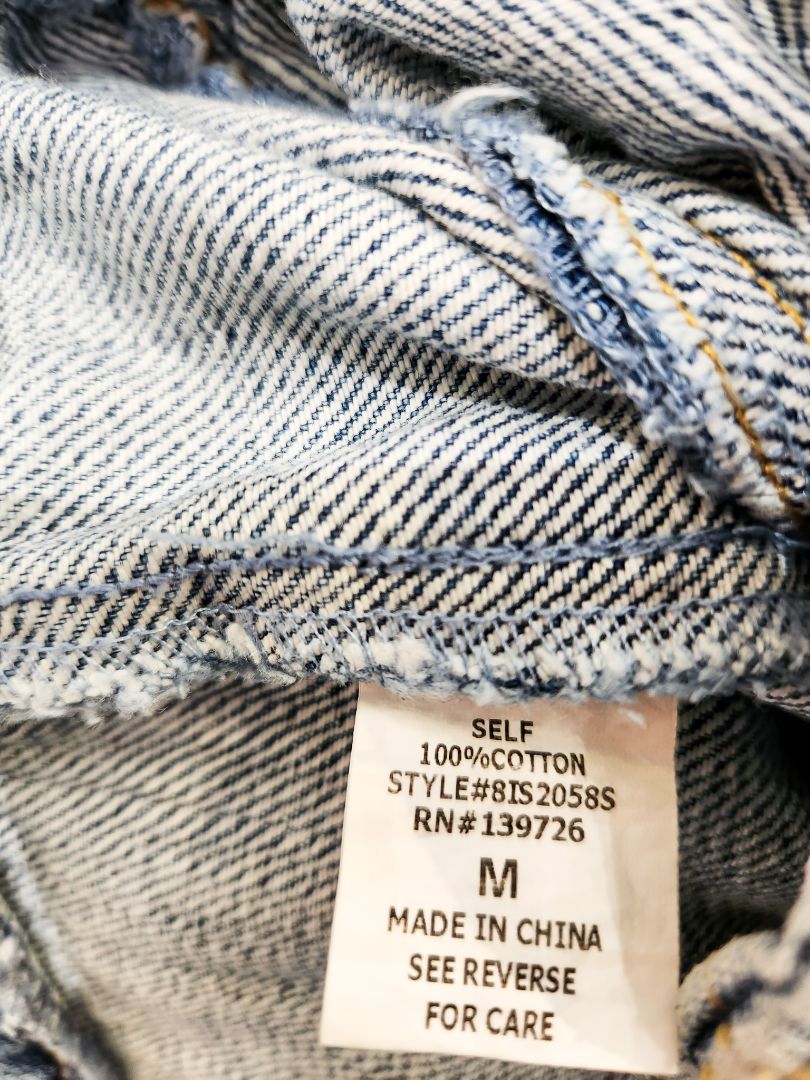 SELF
100%COTTON
STYLE#8IS2058S
RN#139726
M
MADE IN CHINA
SEE REVERSE
FOR CARE